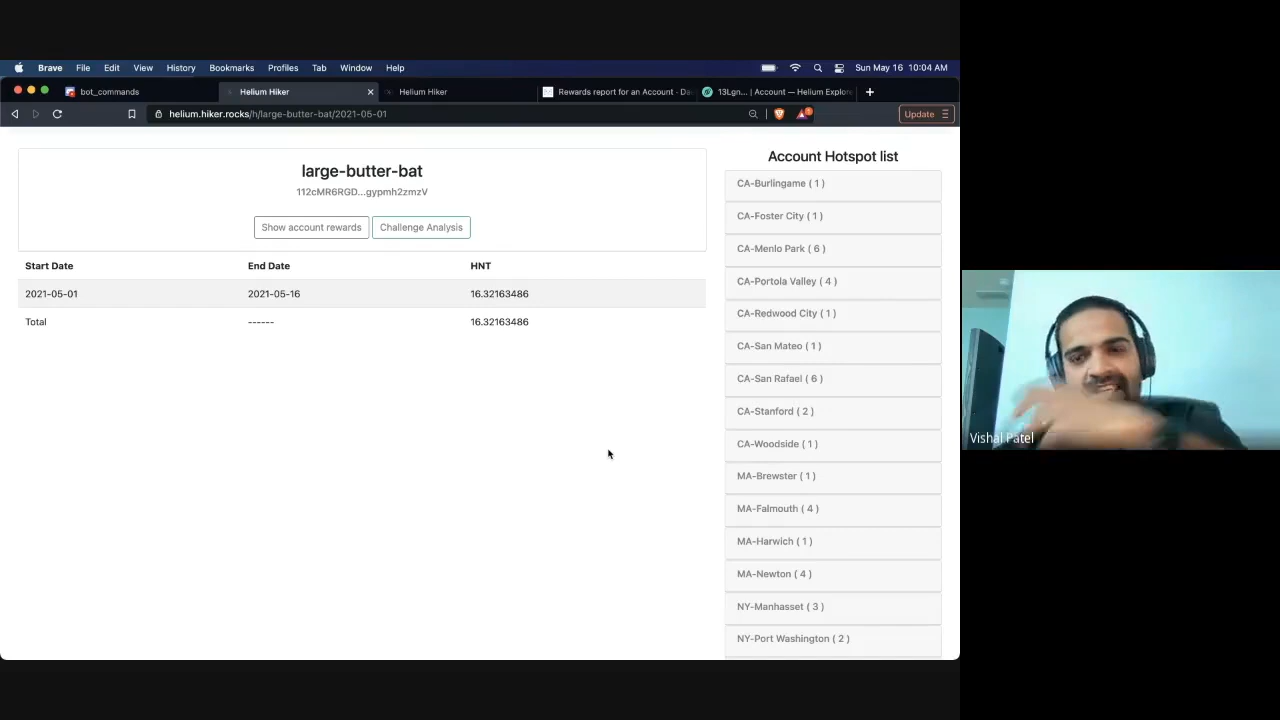 Brave File Edit View History Bookmarks Profiles Tab Window Help Sun May 16 10:04 AM
bot_commands Helium Hiker Helium Hiker Rewards report for an Account - Da 13Lgn... | Account — Helium Explore
helium.hiker.rocks/h/large-butter-bat/2021-05-01 Update
large-butter-bat
112cMR6RGD...gypmh2zmzV
Show account rewards Challenge Analysis
Start Date End Date HNT
2021-05-01 2021-05-16 16.32163486
Total ------ 16.32163486
Account Hotspot list
CA-Burlingame ( 1 )
CA-Foster City ( 1 )
CA-Menlo Park ( 6 )
CA-Portola Valley ( 4 )
CA-Redwood City ( 1 )
CA-San Mateo ( 1 )
CA-San Rafael ( 6 )
CA-Stanford ( 2 )
CA-Woodside ( 1 )
MA-Brewster ( 1 )
MA-Falmouth ( 4 )
MA-Harwich ( 1 )
MA-Newton ( 4 )
NY-Manhasset ( 3 )
NY-Port Washington ( 2 )
Vishal Patel